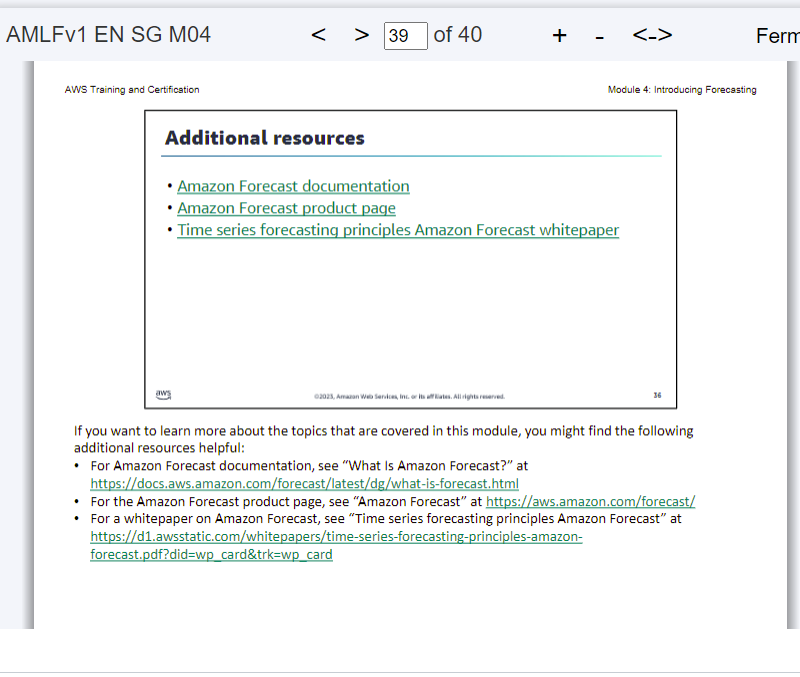 AMLFv1 EN SG M04 < > 39 of 40 + - <-> Ferm
AWS Training and Certification Module 4: Introducing Forecasting
Additional resources
• Amazon Forecast documentation
• Amazon Forecast product page
• Time series forecasting principles Amazon Forecast whitepaper
aws ©2023, Amazon Web Services, Inc. or its affiliates. All rights reserved. 36
If you want to learn more about the topics that are covered in this module, you might find the following
additional resources helpful:
• For Amazon Forecast documentation, see “What Is Amazon Forecast?” at
https://docs.aws.amazon.com/forecast/latest/dg/what-is-forecast.html
• For the Amazon Forecast product page, see “Amazon Forecast” at https://aws.amazon.com/forecast/
• For a whitepaper on Amazon Forecast, see “Time series forecasting principles Amazon Forecast” at
https://d1.awsstatic.com/whitepapers/time-series-forecasting-principles-amazon-
forecast.pdf?did=wp_card&trk=wp_card